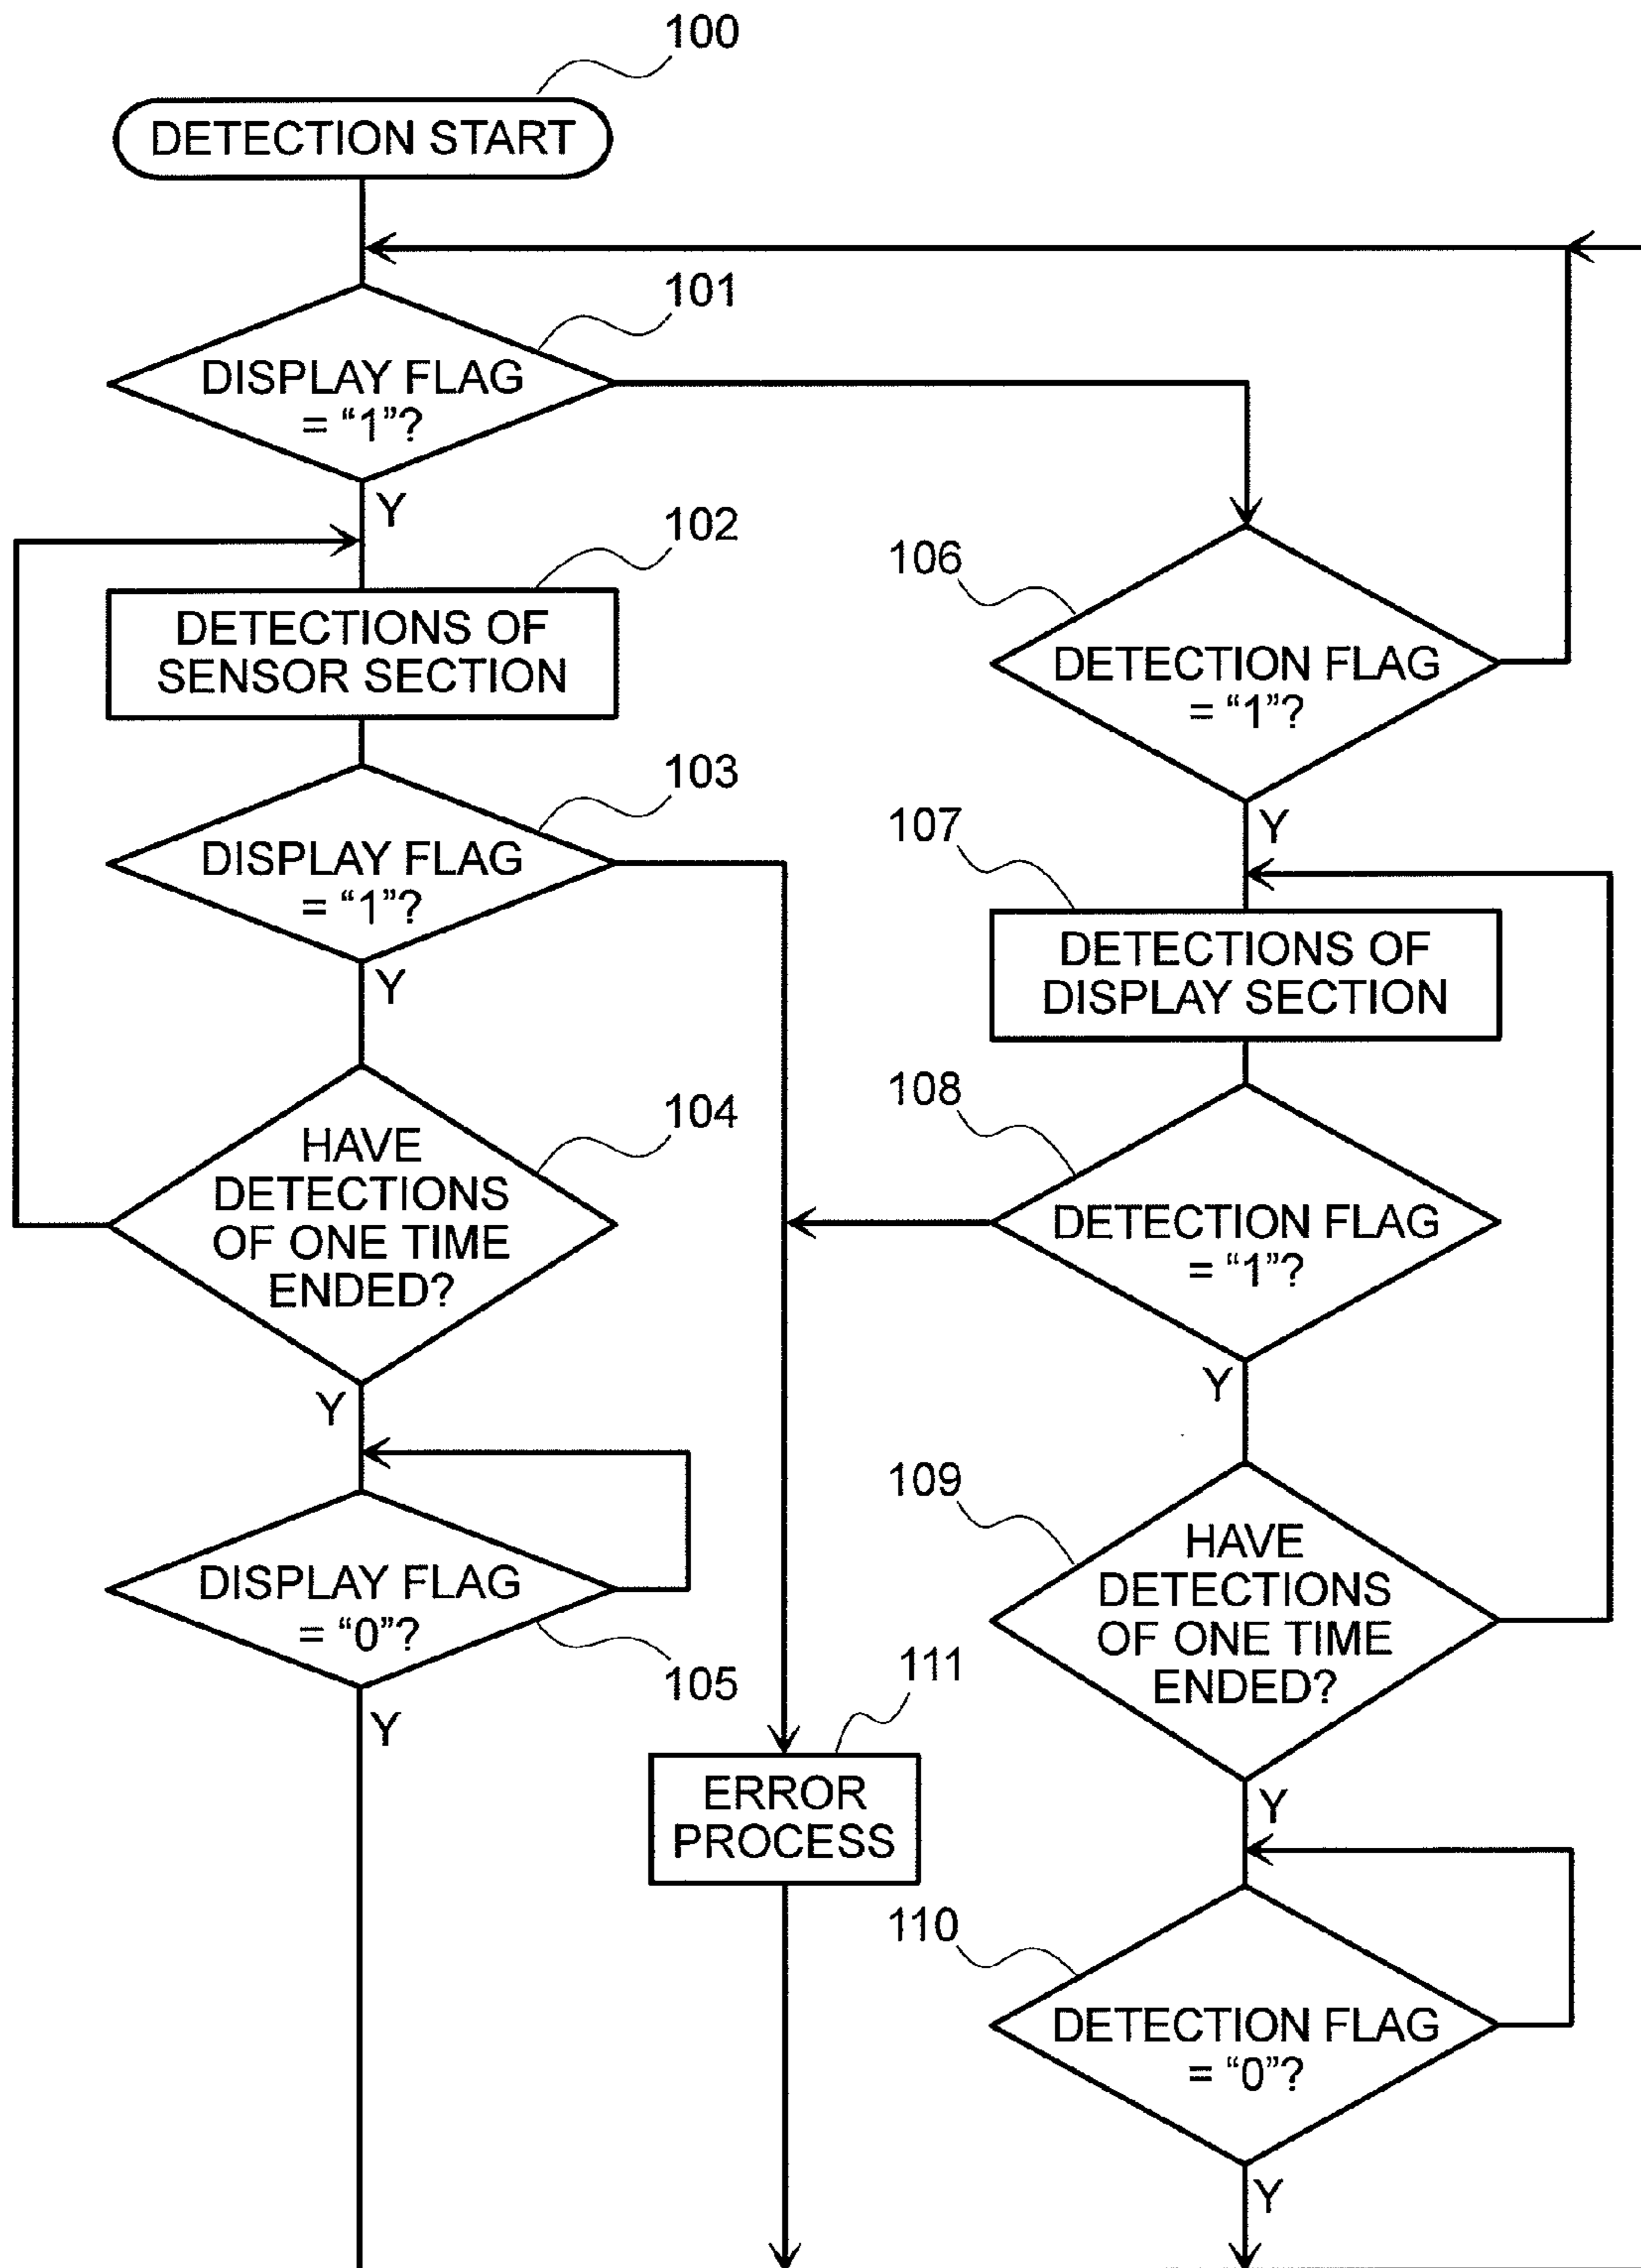 100
DETECTION START
101
DISPLAY FLAG
= “1”?
Y
102
DETECTIONS OF
SENSOR SECTION
103
DISPLAY FLAG
= “1”?
Y
104
HAVE
DETECTIONS
OF ONE TIME
ENDED?
Y
DISPLAY FLAG
= “0”?
105
Y
106
DETECTION FLAG
= “1”?
Y
107
DETECTIONS OF
DISPLAY SECTION
108
DETECTION FLAG
= “1”?
Y
109
HAVE
DETECTIONS
OF ONE TIME
ENDED?
Y
111
ERROR
PROCESS
110
DETECTION FLAG
= “0”?
Y